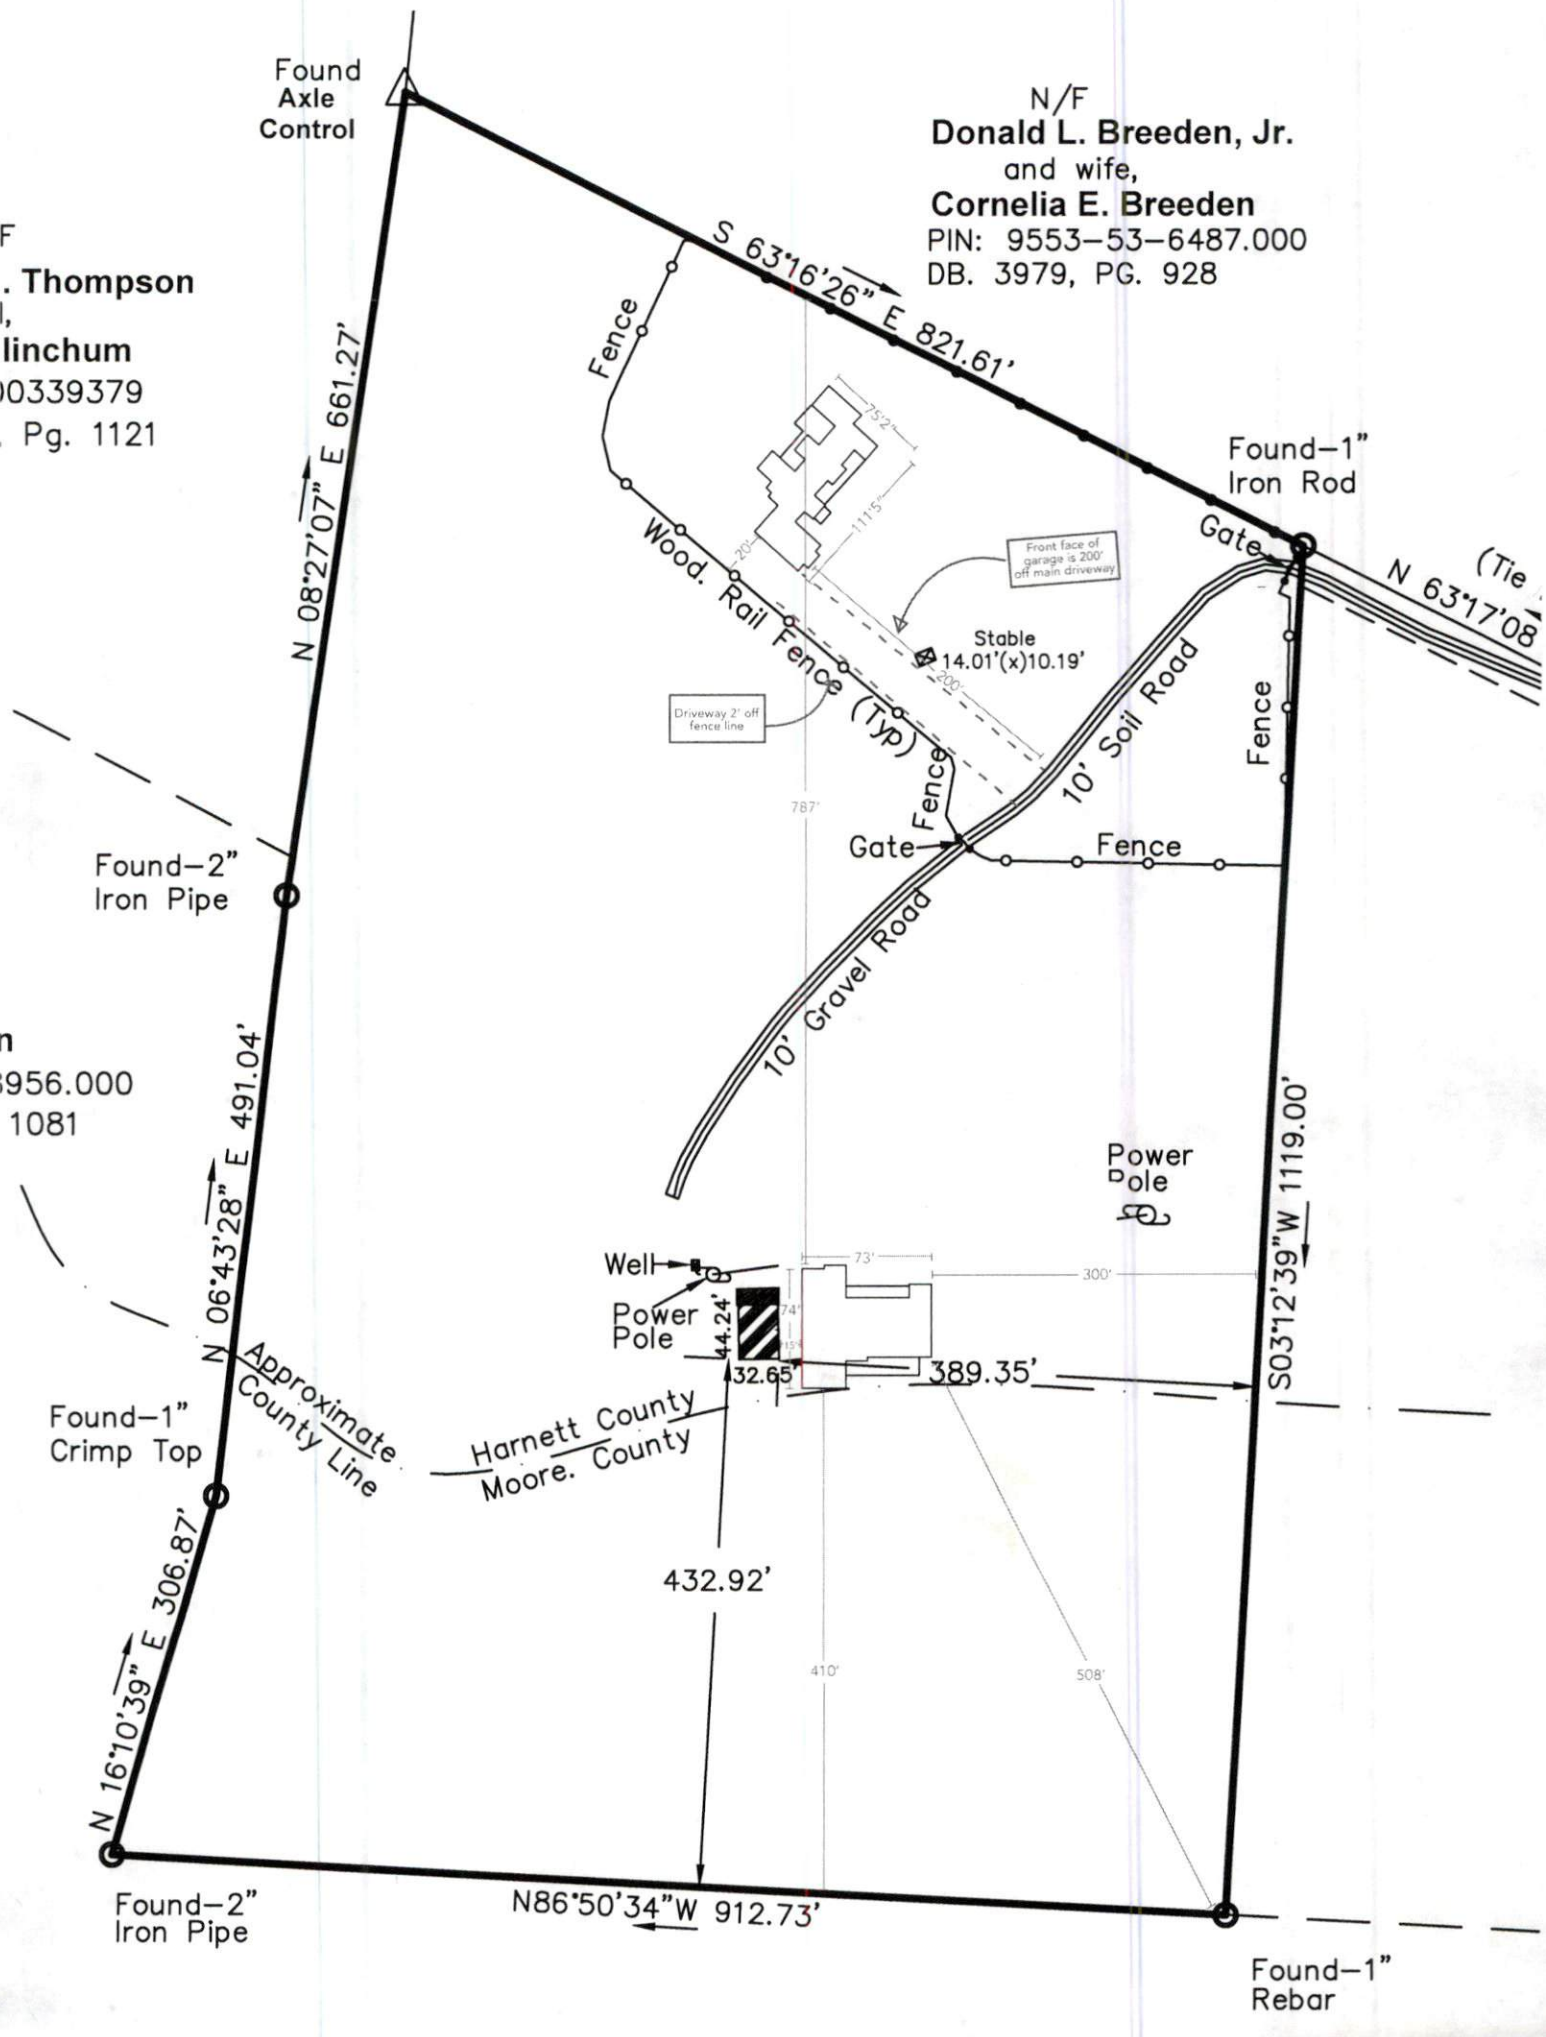 Found
Axle
Control
N/F
Donald L. Breeden, Jr.
and wife,
Cornelia E. Breeden
PIN: 9553-53-6487.000
DB. 3979, PG. 928
F
. Thompson
linchum
00339379
. Pg. 1121
S 63°16'26" E 821.61'
N 08°27'07" E 661.27'
Fence
75'2"
111'5"
20'
Wood. Rail Fence (Typ)
Front face of
garage is 200'
off main driveway
Found-1"
Iron Rod
Gate
(Tie
N 63°17'08
Stable
14.01'(x)10.19'
200'
Driveway 2' off
fence line
10' Soil Road
Fence
Fence
787'
Gate
Fence
Found-2"
Iron Pipe
10' Gravel Road
n
956.000
1081
N 06°43'28" E 491.04'
Power
Pole
S03°12'39"W 1119.00'
Well
Power
Pole
44.24'
32.65'
73'
74'
15'
300'
389.35'
Approximate
County Line
Harnett County
Moore. County
Found-1"
Crimp Top
N 16°10'39" E 306.87'
432.92'
410'
508'
Found-2"
Iron Pipe
N86°50'34"W 912.73'
Found-1"
Rebar